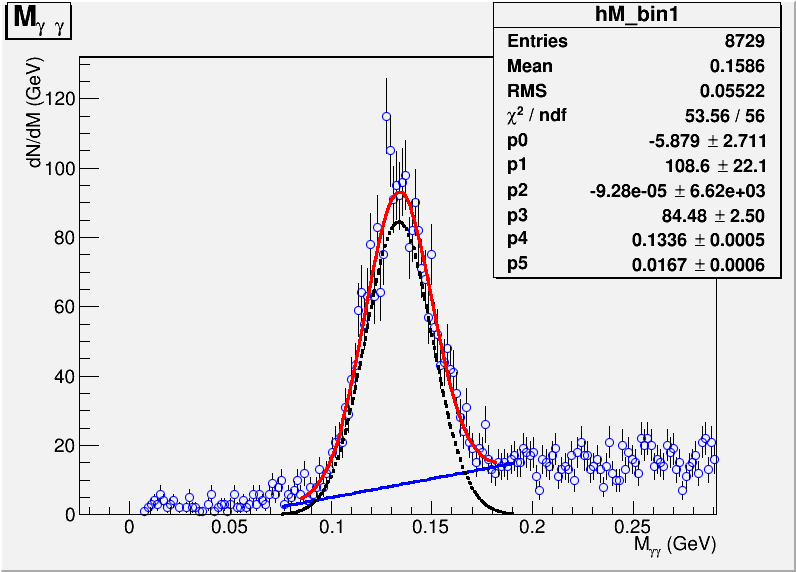 M γ γ
hM_bin1
Entries 8729
Mean 0.1586
RMS 0.05522
χ² / ndf 53.56 / 56
p0 -5.879 ± 2.711
p1 108.6 ± 22.1
p2 -9.28e-05 ± 6.62e+03
p3 84.48 ± 2.50
p4 0.1336 ± 0.0005
p5 0.0167 ± 0.0006
dN/dM (GeV)
120
100
80
60
40
20
0
0 0.05 0.1 0.15 0.2 0.25
Mγγ (GeV)